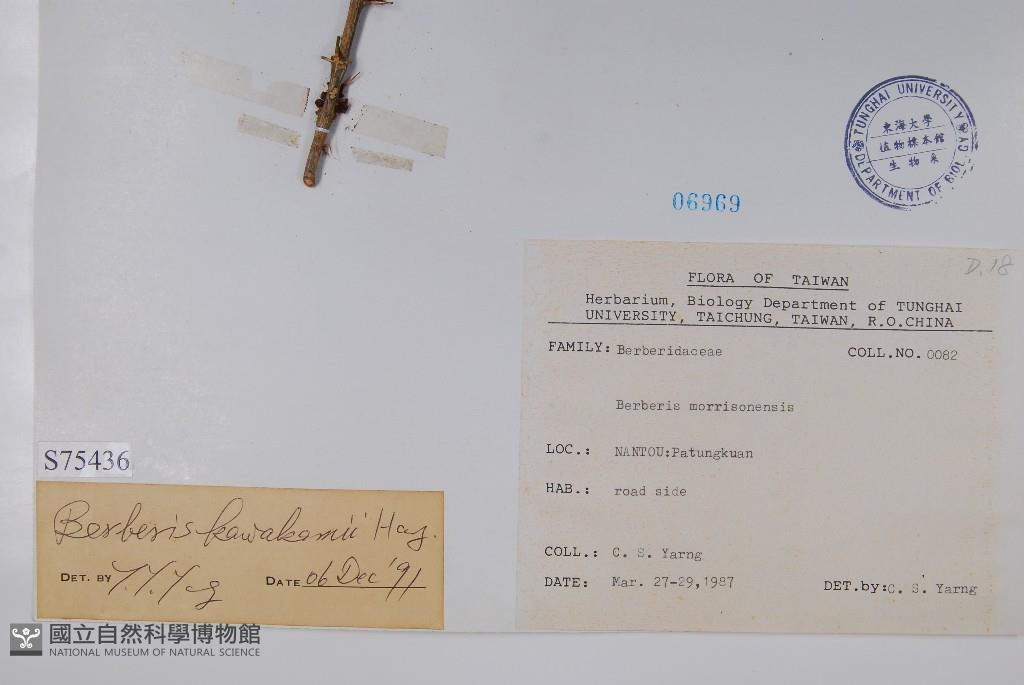 TUNGHAI UNIVERSITY
東海大學
植物標本館
生物系
DEPARTMENT OF BIOLOGY
06969
D.18
FLORA OF TAIWAN
Herbarium, Biology Department of TUNGHAI
UNIVERSITY, TAICHUNG, TAIWAN, R.O.CHINA
FAMILY: Berberidaceae COLL.NO. 0082
Berberis morrisonensis
LOC.: NANTOU:Patungkuan
HAB.: road side
COLL.: C. S. Yarng
DATE: Mar. 27-29,1987 DET.by:C. S. Yarng
S75436
Berberis kawakamii Hay.
DET. BY DATE 06 Dec '91
國立自然科學博物館
NATIONAL MUSEUM OF NATURAL SCIENCE